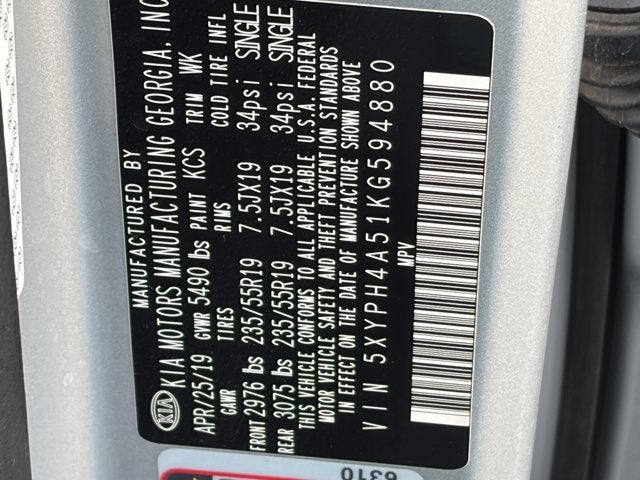 MANUFACTURED BY
KIA KIA MOTORS MANUFACTURING GEORGIA, INC
APR/25/19 GVWR 5490 lbs PAINT KCS TRIM WK
GAWR TIRES RIMS COLD TIRE INFL
FRONT 2976 lbs 235/55R19 7.5JX19 34psi SINGLE
REAR 3075 lbs 235/55R19 7.5JX19 34psi SINGLE
THIS VEHICLE CONFORMS TO ALL APPLICABLE U.S.A. FEDERAL
MOTOR VEHICLE SAFETY AND THEFT PREVENTION STANDARDS
IN EFFECT ON THE DATE OF MANUFACTURE SHOWN ABOVE
VIN 5XYPH4A51KG594880
MPV
6310